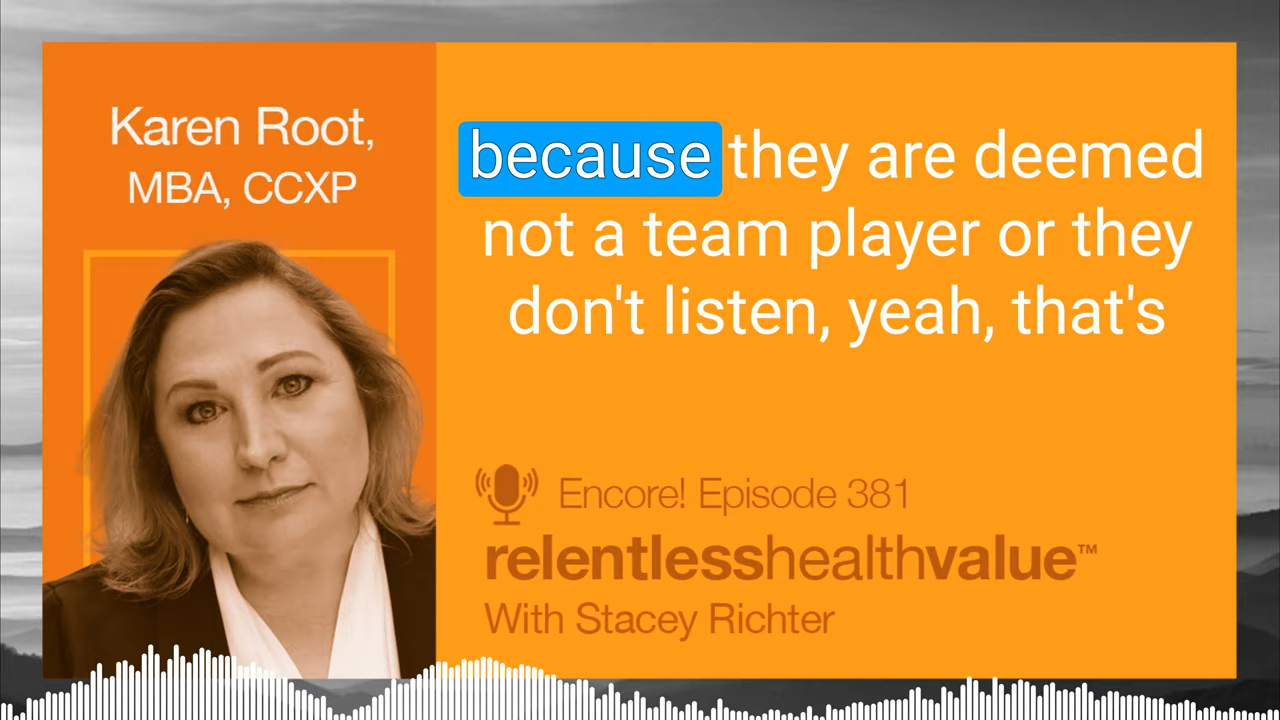 Karen Root,
MBA, CCXP
because they are deemed
not a team player or they
don't listen, yeah, that's
Encore! Episode 381
relentlesshealthvalue™
With Stacey Richter